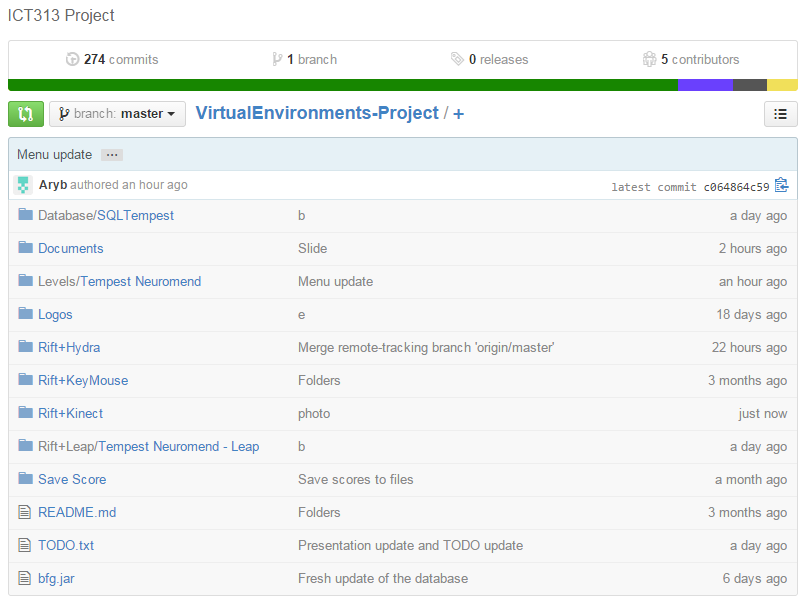 ICT313 Project
274 commits 1 branch 0 releases 5 contributors
branch: master VirtualEnvironments-Project / +
Menu update ...
Aryb authored an hour ago latest commit c064864c59
Database/SQLTempest b a day ago
Documents Slide 2 hours ago
Levels/Tempest Neuromend Menu update an hour ago
Logos e 18 days ago
Rift+Hydra Merge remote-tracking branch 'origin/master' 22 hours ago
Rift+KeyMouse Folders 3 months ago
Rift+Kinect photo just now
Rift+Leap/Tempest Neuromend - Leap b a day ago
Save Score Save scores to files a month ago
README.md Folders 3 months ago
TODO.txt Presentation update and TODO update a day ago
bfg.jar Fresh update of the database 6 days ago